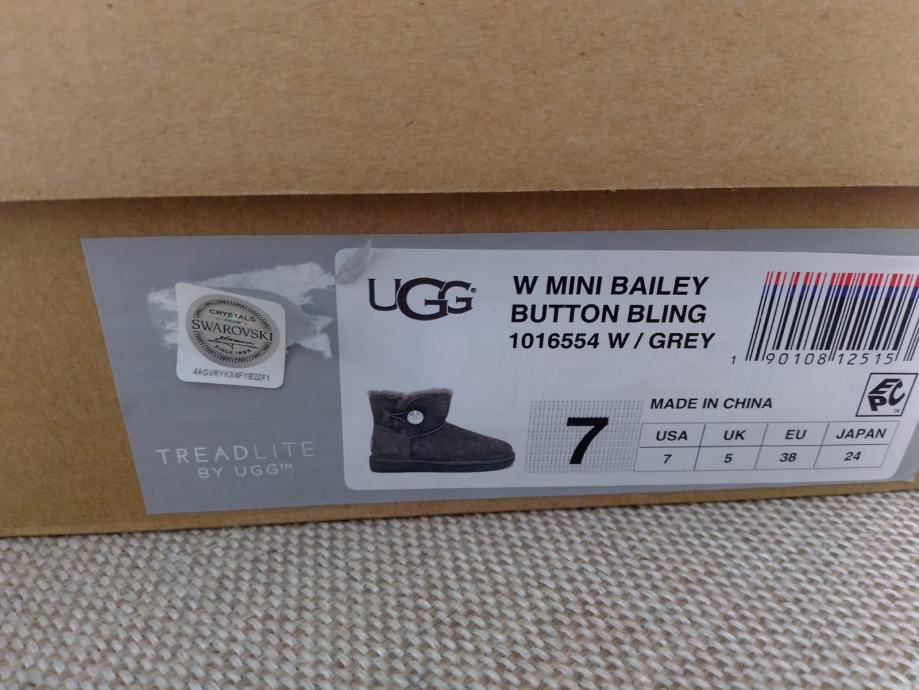 CRYSTALS
FROM
SWAROVSKI
SINCE 1895
4AGVRYKX4FYB2ZF1
TREADLITE
BY UGG™
UGG®
W MINI BAILEY
BUTTON BLING
1016554 W / GREY
1 90108 12515
EPC
7
MADE IN CHINA
USA UK EU JAPAN
7 5 38 24